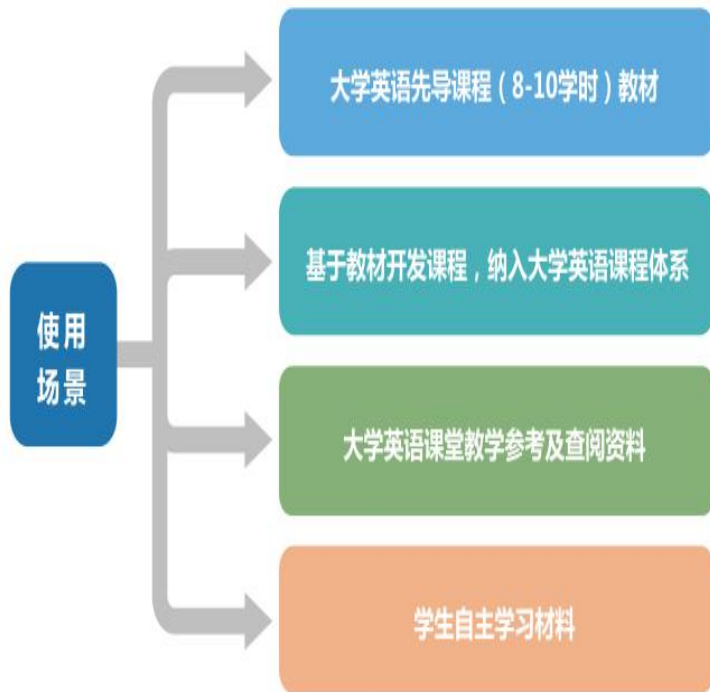 使用
场景
大学英语先导课程（8-10学时）教材
基于教材开发课程，纳入大学英语课程体系
大学英语课堂教学参考及查阅资料
学生自主学习材料